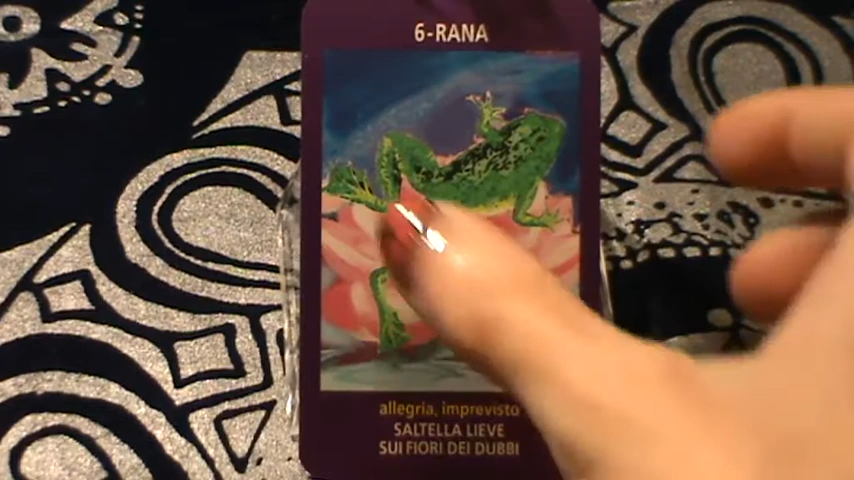 6-RANA
allegria, imprevisto
SALTELLA LIEVE
SUI FIORI DEI DUBBI